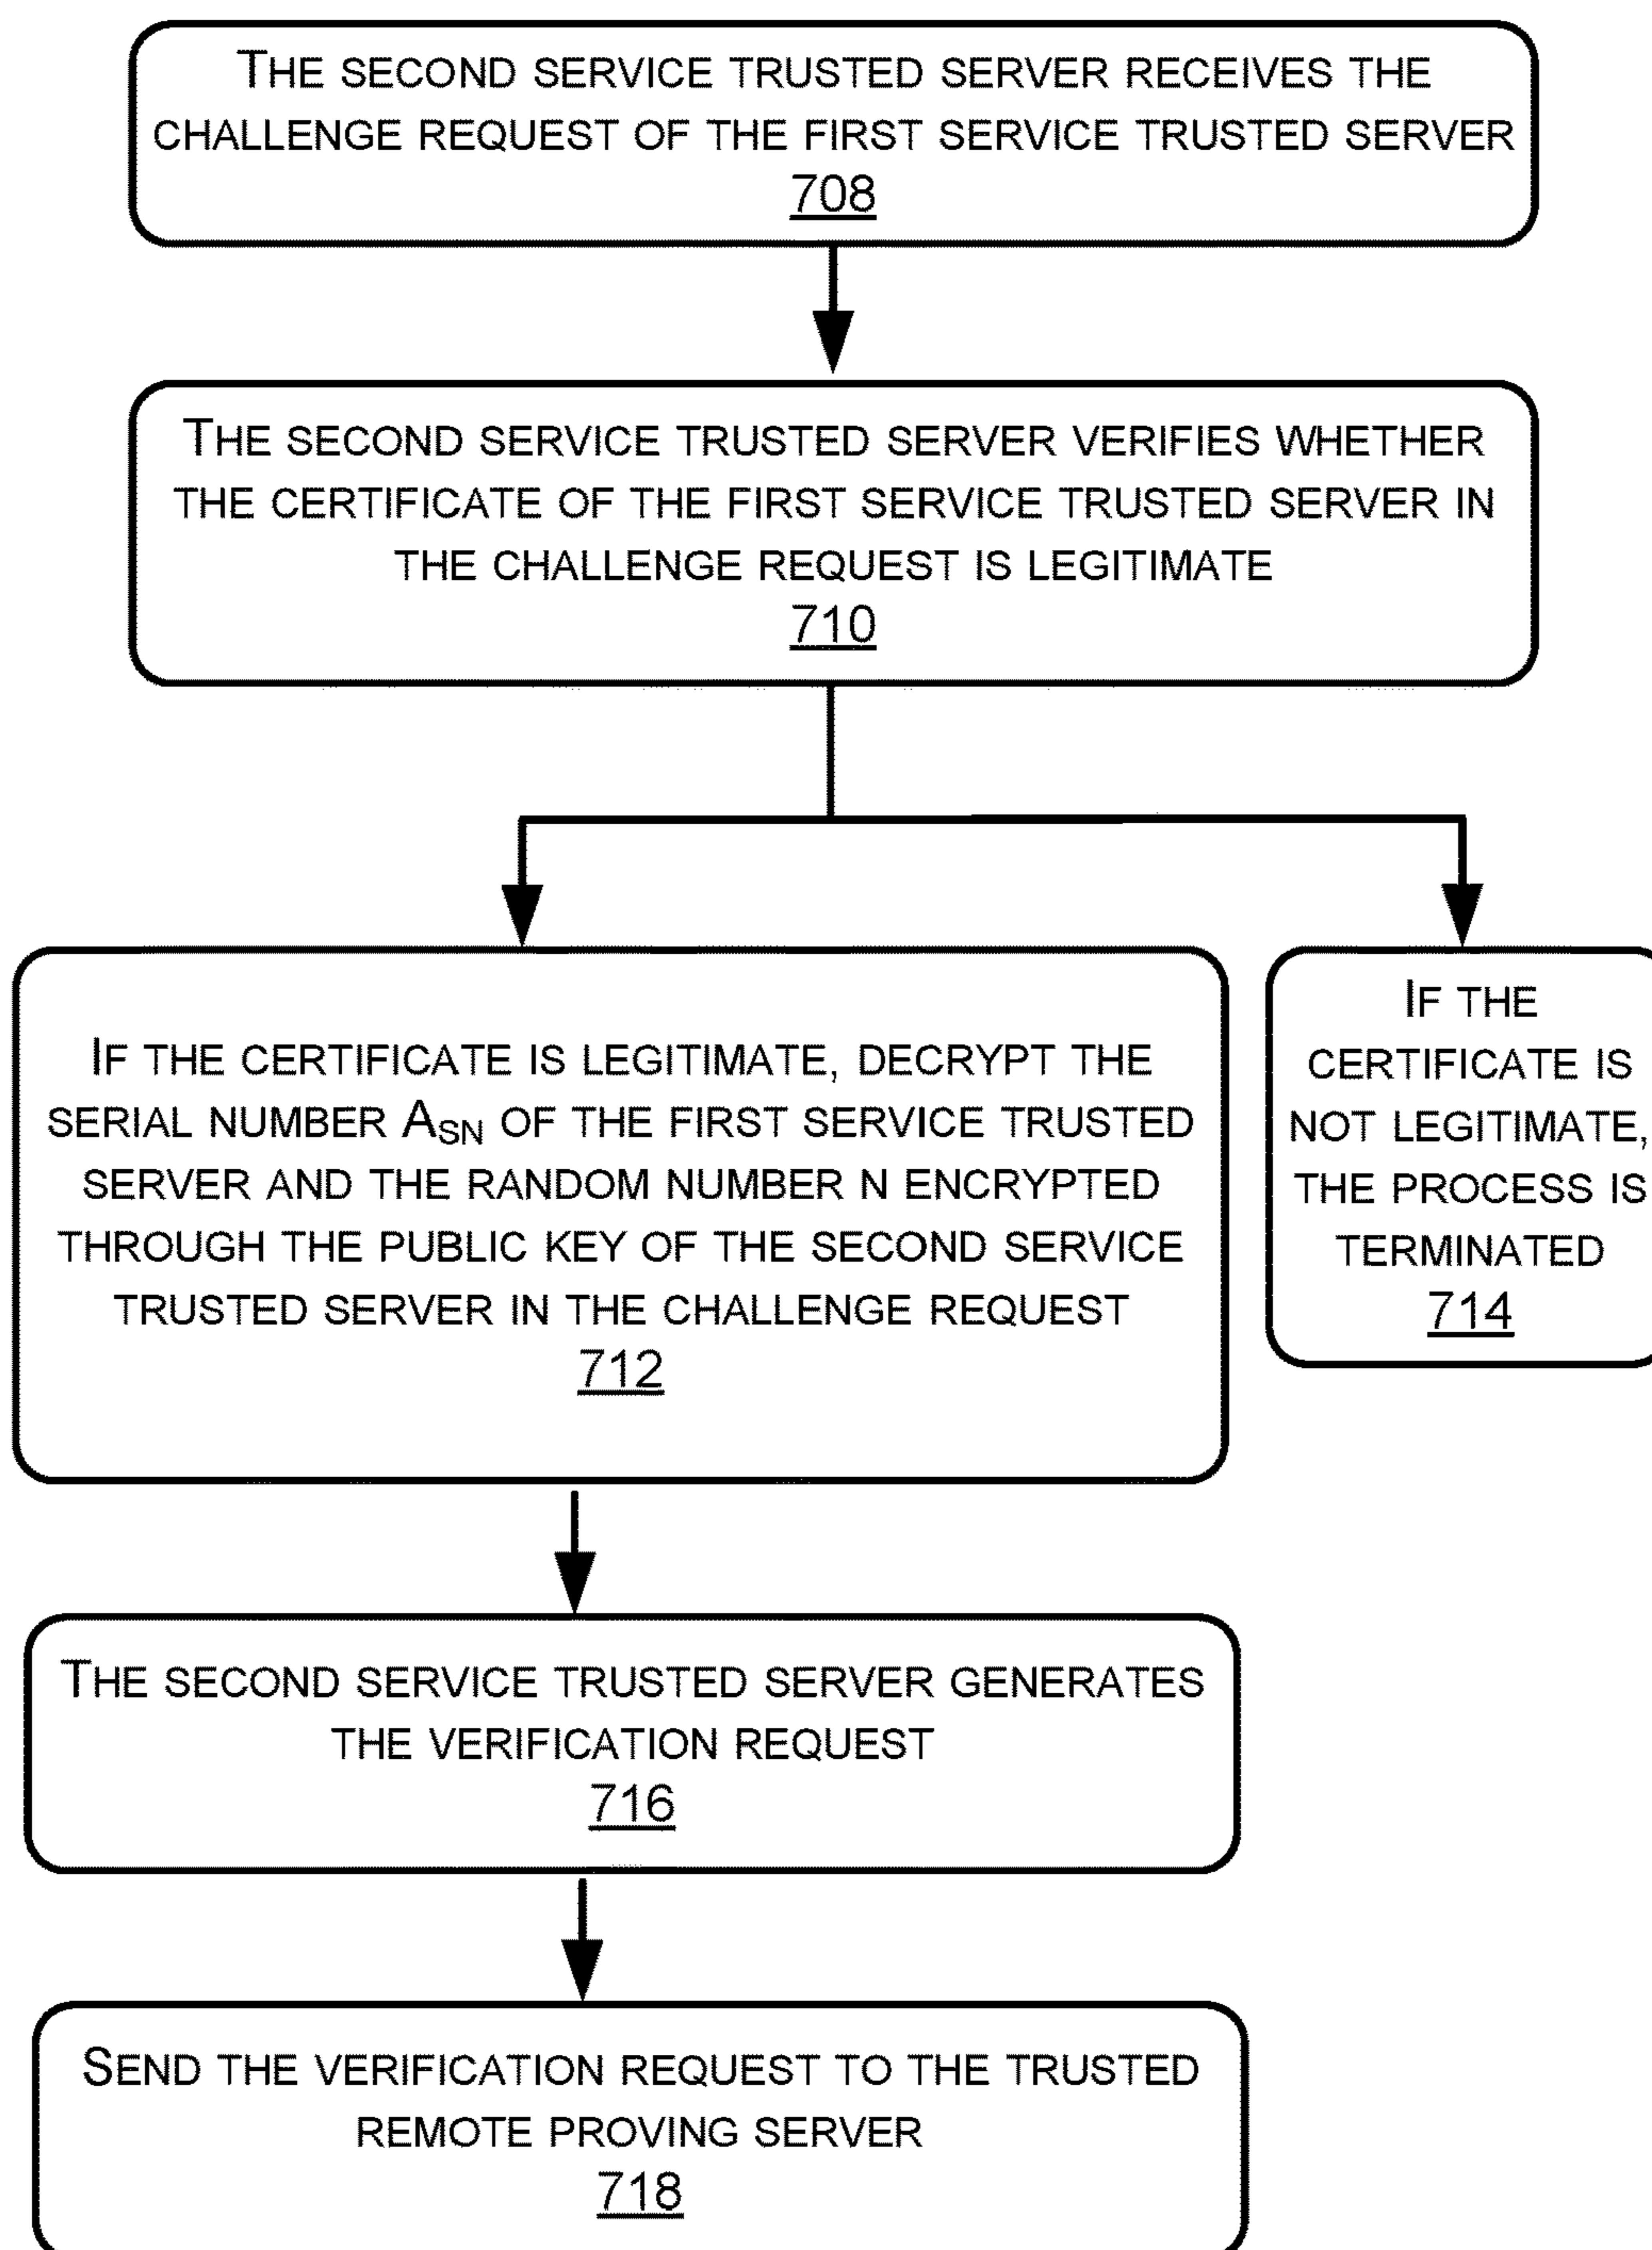 THE SECOND SERVICE TRUSTED SERVER RECEIVES THE
CHALLENGE REQUEST OF THE FIRST SERVICE TRUSTED SERVER
708
THE SECOND SERVICE TRUSTED SERVER VERIFIES WHETHER
THE CERTIFICATE OF THE FIRST SERVICE TRUSTED SERVER IN
THE CHALLENGE REQUEST IS LEGITIMATE
710
IF THE CERTIFICATE IS LEGITIMATE, DECRYPT THE
SERIAL NUMBER A_SN OF THE FIRST SERVICE TRUSTED
SERVER AND THE RANDOM NUMBER N ENCRYPTED
THROUGH THE PUBLIC KEY OF THE SECOND SERVICE
TRUSTED SERVER IN THE CHALLENGE REQUEST
712
IF THE
CERTIFICATE IS
NOT LEGITIMATE,
THE PROCESS IS
TERMINATED
714
THE SECOND SERVICE TRUSTED SERVER GENERATES
THE VERIFICATION REQUEST
716
SEND THE VERIFICATION REQUEST TO THE TRUSTED
REMOTE PROVING SERVER
718